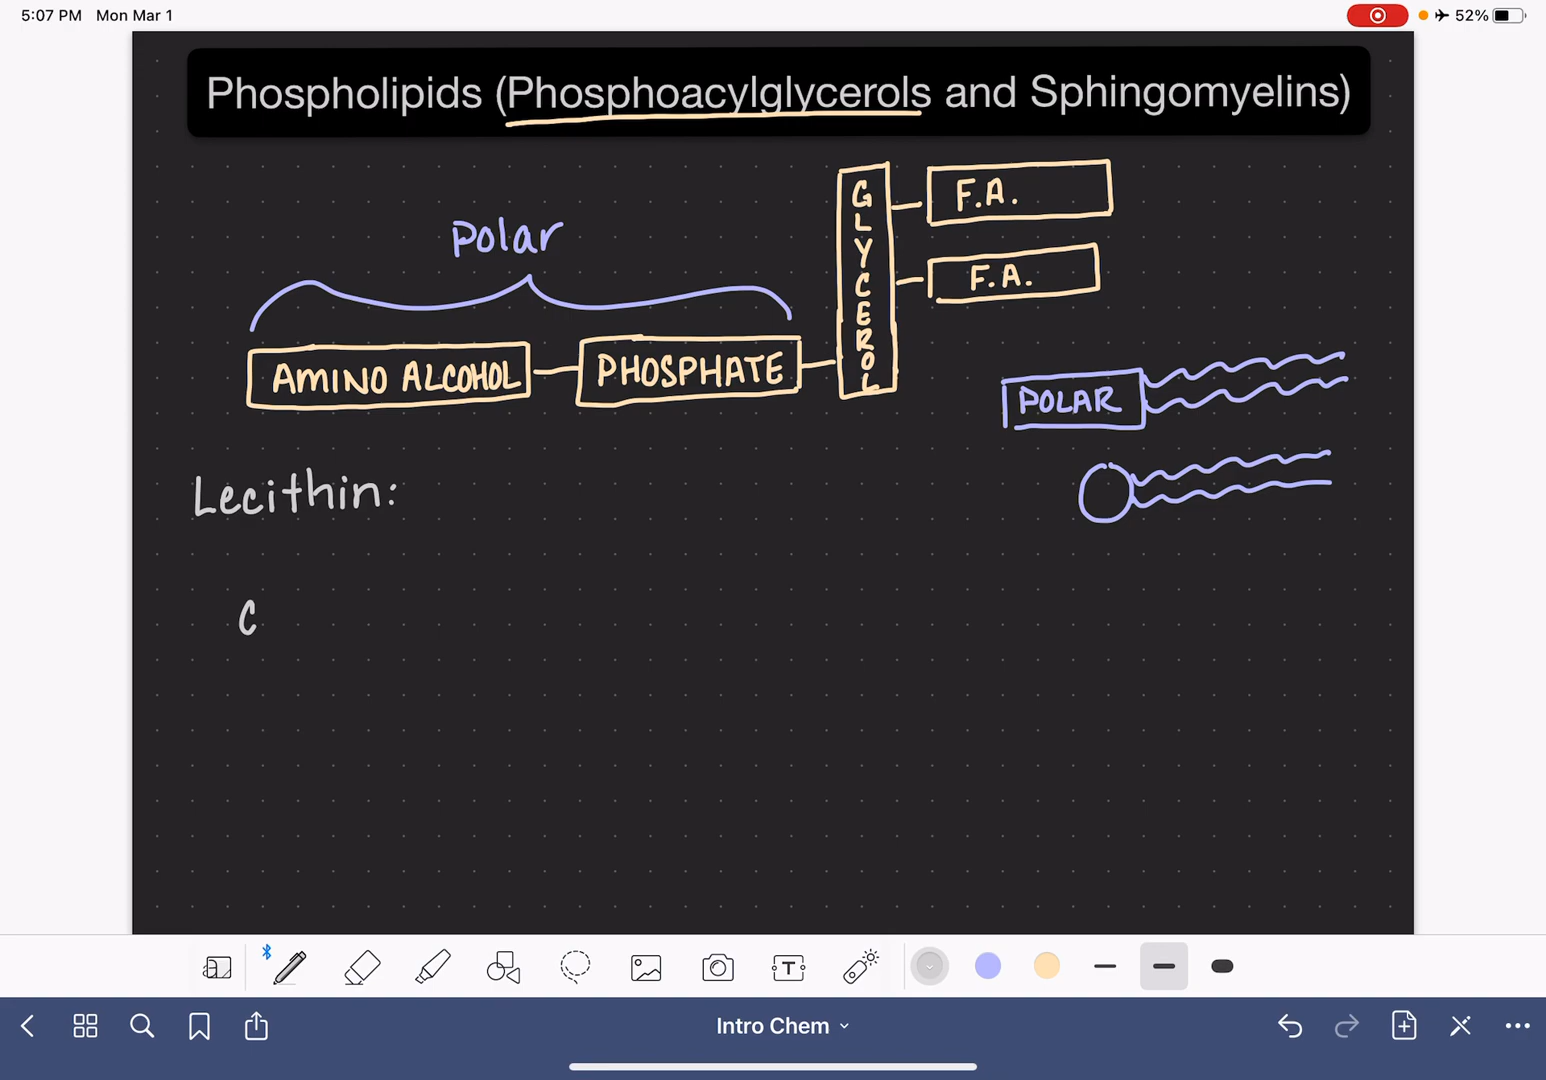 5:07 PM Mon Mar 1
52%
Phospholipids (Phosphoacylglycerols and Sphingomyelins)
GLYCEROL
F.A.
F.A.
Polar
AMINO ALCOHOL
PHOSPHATE
POLAR
Lecithin:
C
T
Intro Chem